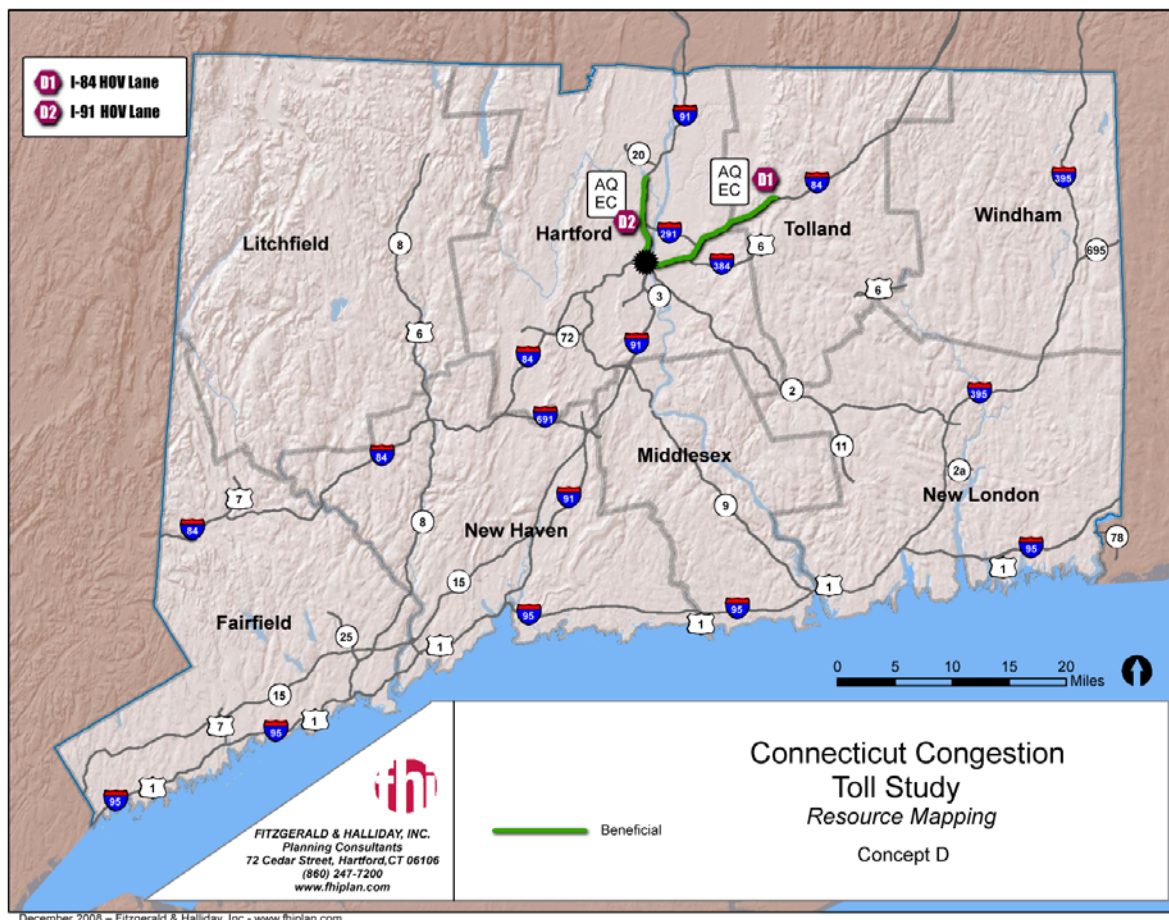 D1 I-84 HOV Lane
D2 I-91 HOV Lane
91
20
AQ
EC
D1
84
395
AQ
EC
D2
Hartford
291
Tolland
Windham
Litchfield
8
6
384
695
3
6
6
72
91
84
2
395
691
11
84
Middlesex
2a
7
91
9
New London
84
8
New Haven
95
78
1
15
1
95
95
1
Fairfield
25
1
15
7
95
1
1
95
0 5 10 15 20
Miles
fhi
FITZGERALD & HALLIDAY, INC.
Planning Consultants
72 Cedar Street, Hartford,CT 06106
(860) 247-7200
www.fhiplan.com
Beneficial
Connecticut Congestion
Toll Study
Resource Mapping
Concept D
December 2008 – Fitzgerald & Halliday, Inc - www.fhiplan.com